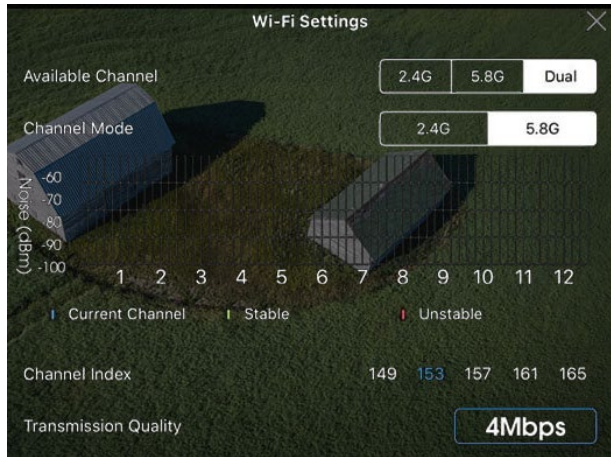 Wi-Fi Settings
Available Channel 2.4G 5.8G Dual
Channel Mode 2.4G 5.8G
Noise (dBm)
-60
-70
-80
-90
-100
1 2 3 4 5 6 7 8 9 10 11 12
Current Channel Stable Unstable
Channel Index 149 153 157 161 165
Transmission Quality 4Mbps